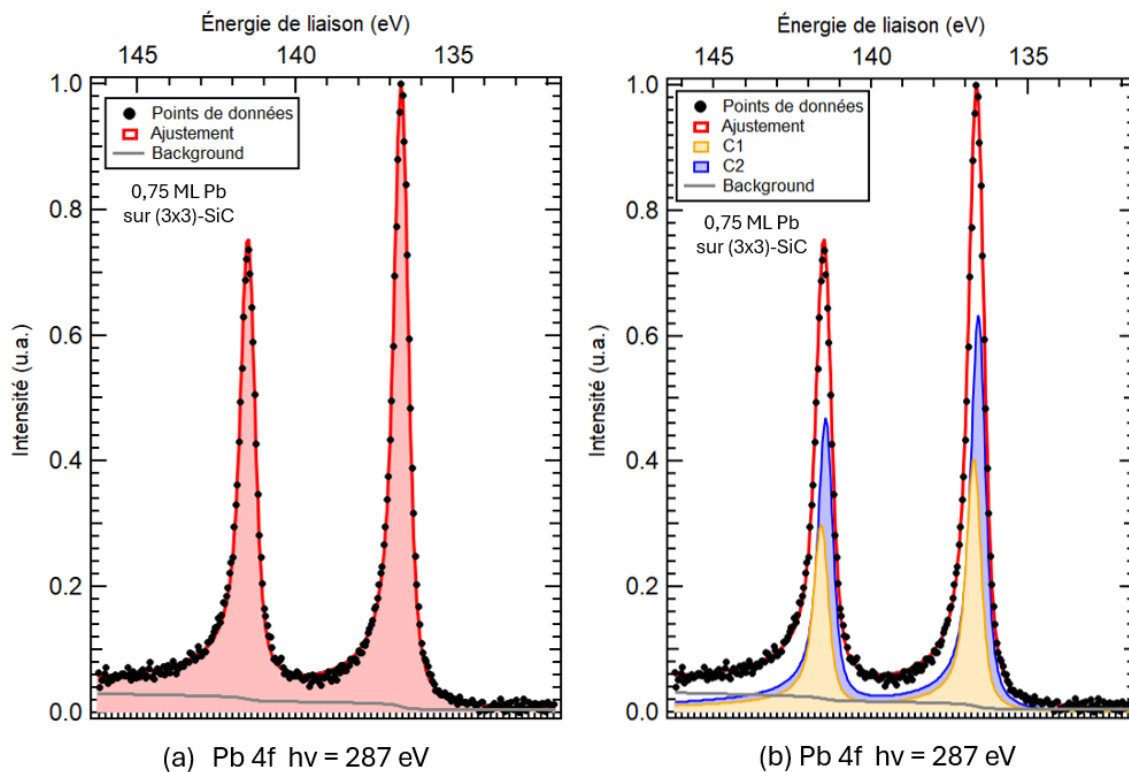 Énergie de liaison (eV)
145 140 135
1.0
0.8
0.6
0.4
0.2
0.0
Intensité (u.a.)
Points de données
Ajustement
Background
0,75 ML Pb
sur (3x3)-SiC
(a) Pb 4f hv = 287 eV
Énergie de liaison (eV)
145 140 135
1.0
0.8
0.6
0.4
0.2
0.0
Intensité (u.a.)
Points de données
Ajustement
C1
C2
Background
0,75 ML Pb
sur (3x3)-SiC
(b) Pb 4f hv = 287 eV